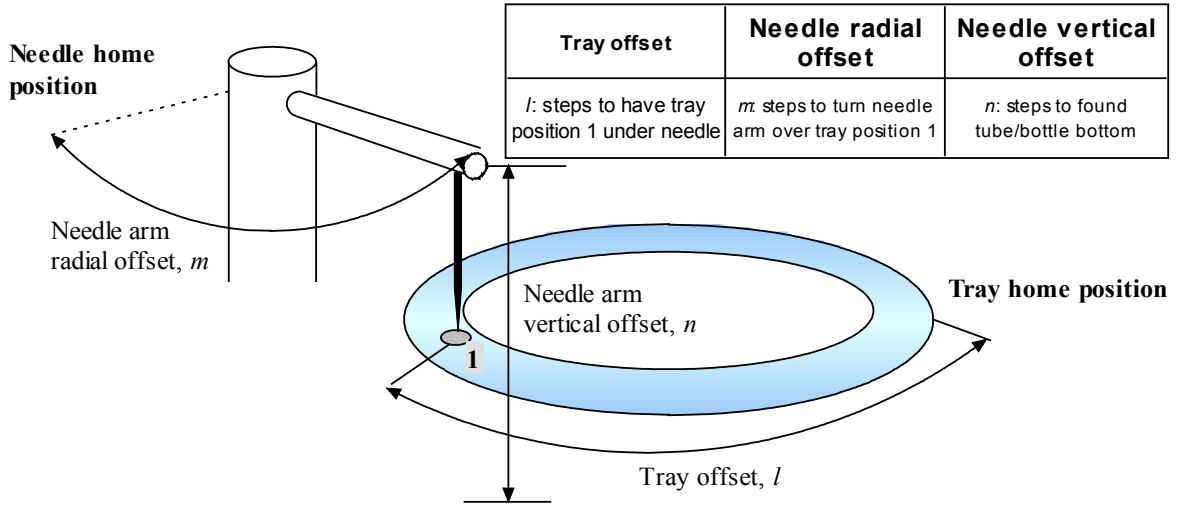 Needle home
position
Tray offset
Needle radial
offset
Needle vertical
offset
l: steps to have tray
position 1 under needle
m: steps to turn needle
arm over tray position 1
n: steps to found
tube/bottle bottom
Needle arm
radial offset, m
Needle arm
vertical offset, n
Tray home position
1
Tray offset, l